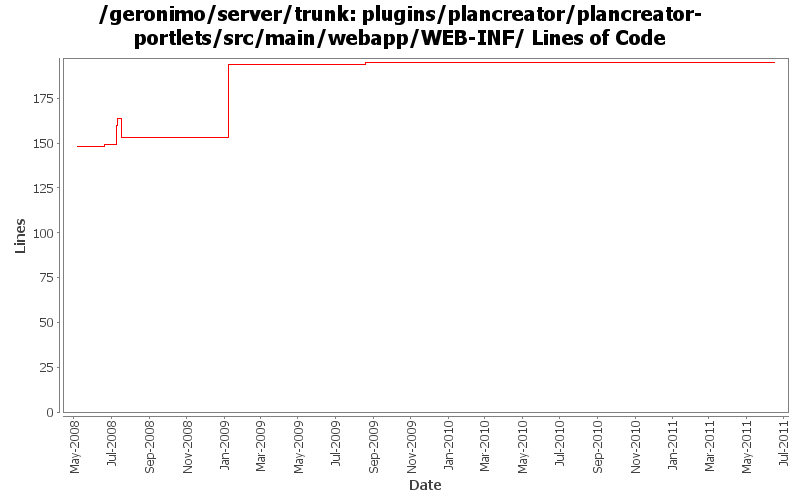 /geronimo/server/trunk: plugins/plancreator/plancreator-
portlets/src/main/webapp/WEB-INF/ Lines of Code
Lines
175
150
125
100
75
50
25
0
May-2008
Jul-2008
Sep-2008
Nov-2008
Jan-2009
Mar-2009
May-2009
Jul-2009
Sep-2009
Nov-2009
Jan-2010
Mar-2010
May-2010
Jul-2010
Sep-2010
Nov-2010
Jan-2011
Mar-2011
May-2011
Jul-2011
Date